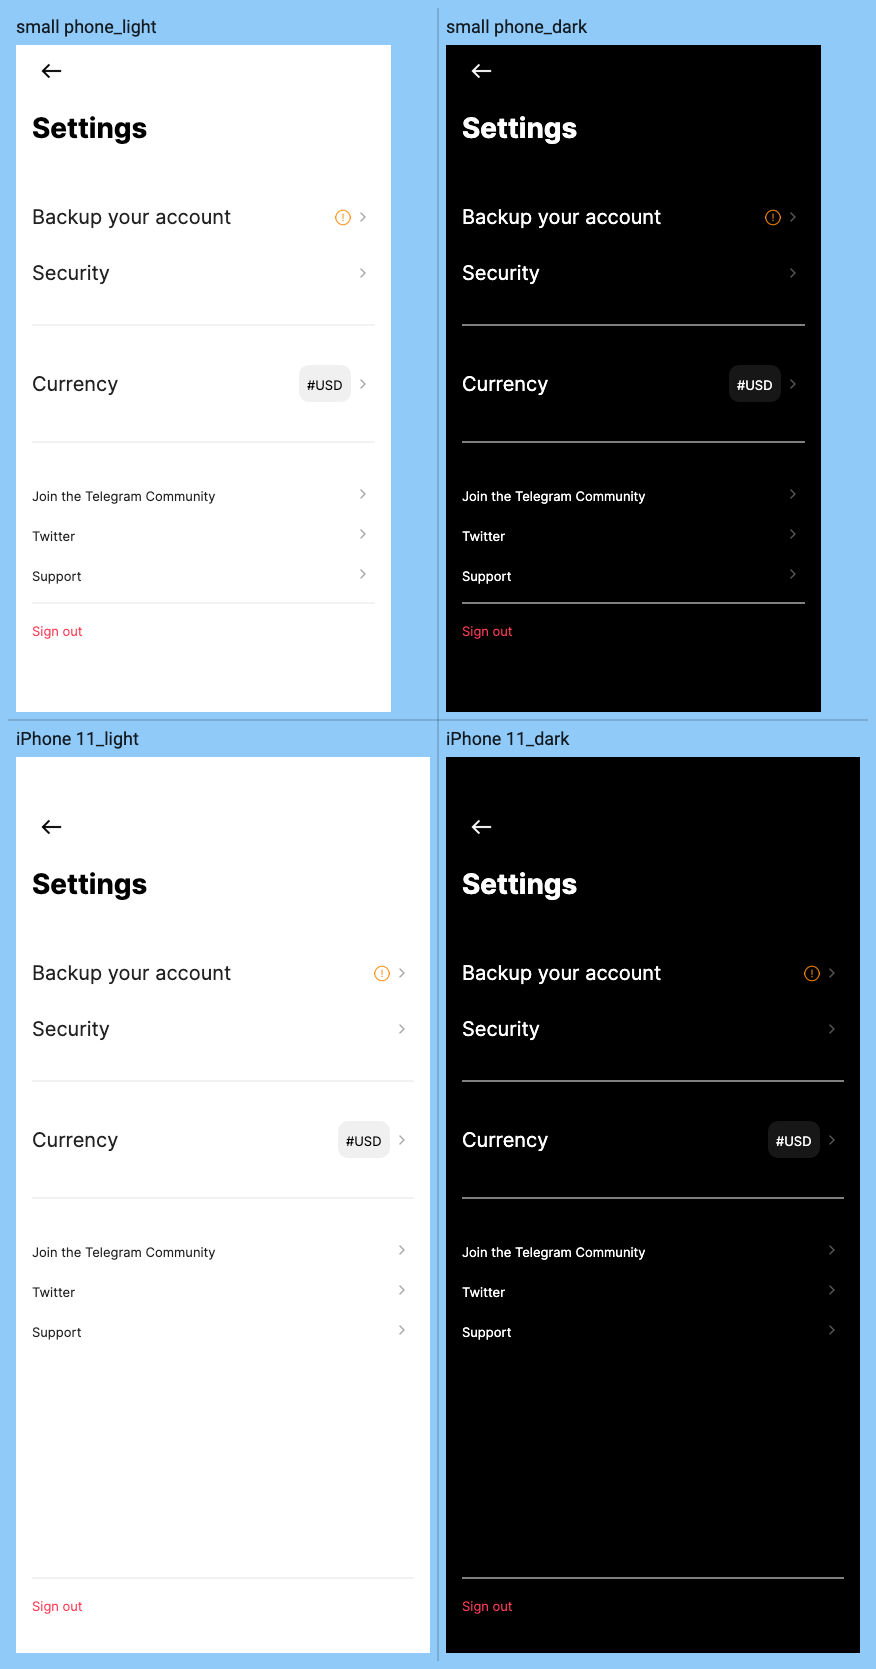 small phone_light
Settings
Backup your account
Security
Currency
#USD
Join the Telegram Community
Twitter
Support
Sign out
small phone_dark
Settings
Backup your account
Security
Currency
#USD
Join the Telegram Community
Twitter
Support
Sign out
iPhone 11_light
Settings
Backup your account
Security
Currency
#USD
Join the Telegram Community
Twitter
Support
Sign out
iPhone 11_dark
Settings
Backup your account
Security
Currency
#USD
Join the Telegram Community
Twitter
Support
Sign out